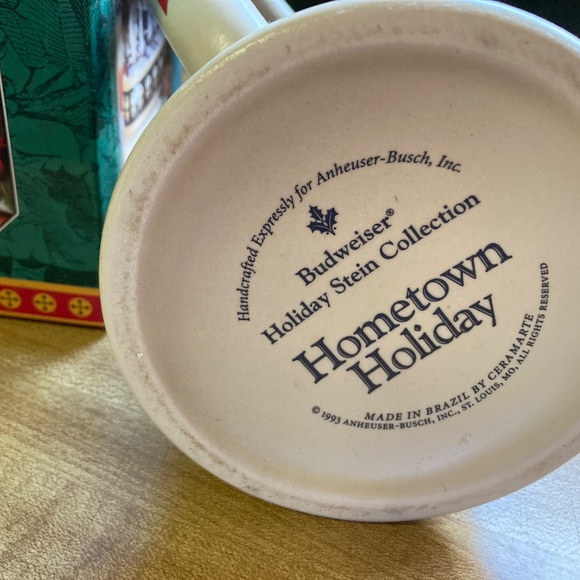 Handcrafted Expressly for Anheuser-Busch, Inc.
Budweiser®
Holiday Stein Collection
Hometown
Holiday
MADE IN BRAZIL BY CERAMARTE
© 1993 ANHEUSER-BUSCH, INC., ST. LOUIS, MO, ALL RIGHTS RESERVED